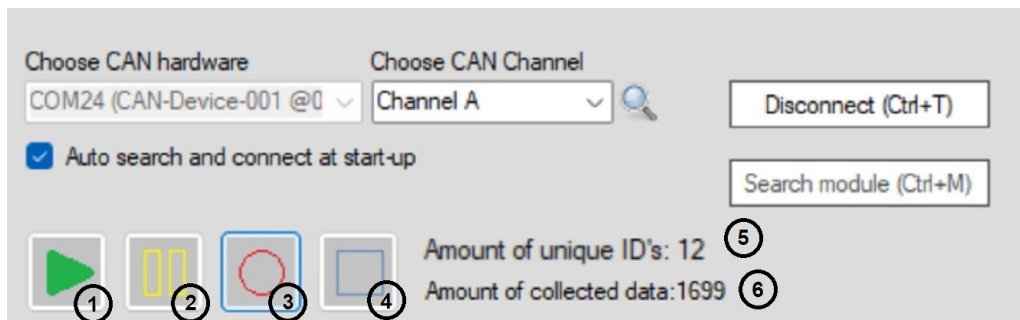 Choose CAN hardware
Choose CAN Channel
COM24 (CAN-Device-001 @0
Channel A
Disconnect (Ctrl+T)
Auto search and connect at start-up
Search module (Ctrl+M)
Amount of unique ID's: 12
5
Amount of collected data:1699
6
1
2
3
4